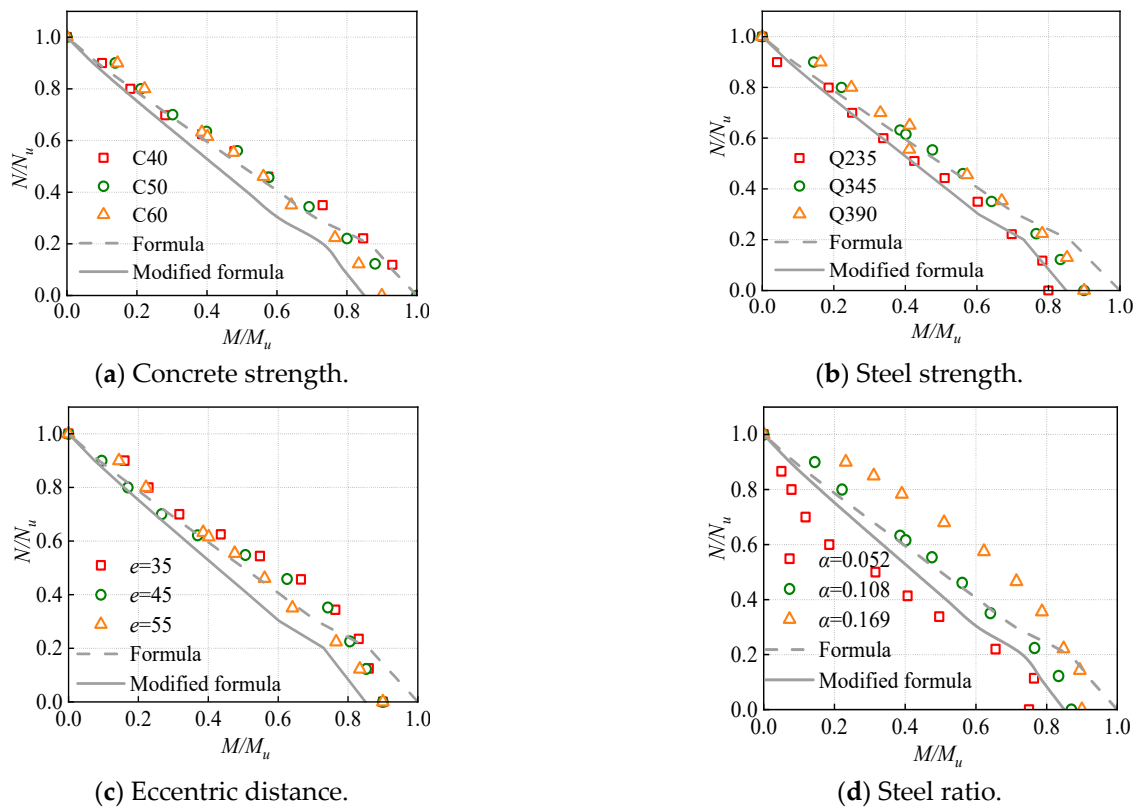 1.0
0.8
0.6
0.4
0.2
0.0
N/Nu
C40
C50
C60
Formula
Modified formula
0.0 0.2 0.4 0.6 0.8 1.0
M/Mu
(a) Concrete strength.
1.0
0.8
0.6
0.4
0.2
0.0
N/Nu
Q235
Q345
Q390
Formula
Modified formula
0.0 0.2 0.4 0.6 0.8 1.0
M/Mu
(b) Steel strength.
1.0
0.8
0.6
0.4
0.2
0.0
N/Nu
e=35
e=45
e=55
Formula
Modified formula
0.0 0.2 0.4 0.6 0.8 1.0
M/Mu
(c) Eccentric distance.
1.0
0.8
0.6
0.4
0.2
0.0
N/Nu
α=0.052
α=0.108
α=0.169
Formula
Modified formula
0.0 0.2 0.4 0.6 0.8 1.0
M/Mu
(d) Steel ratio.